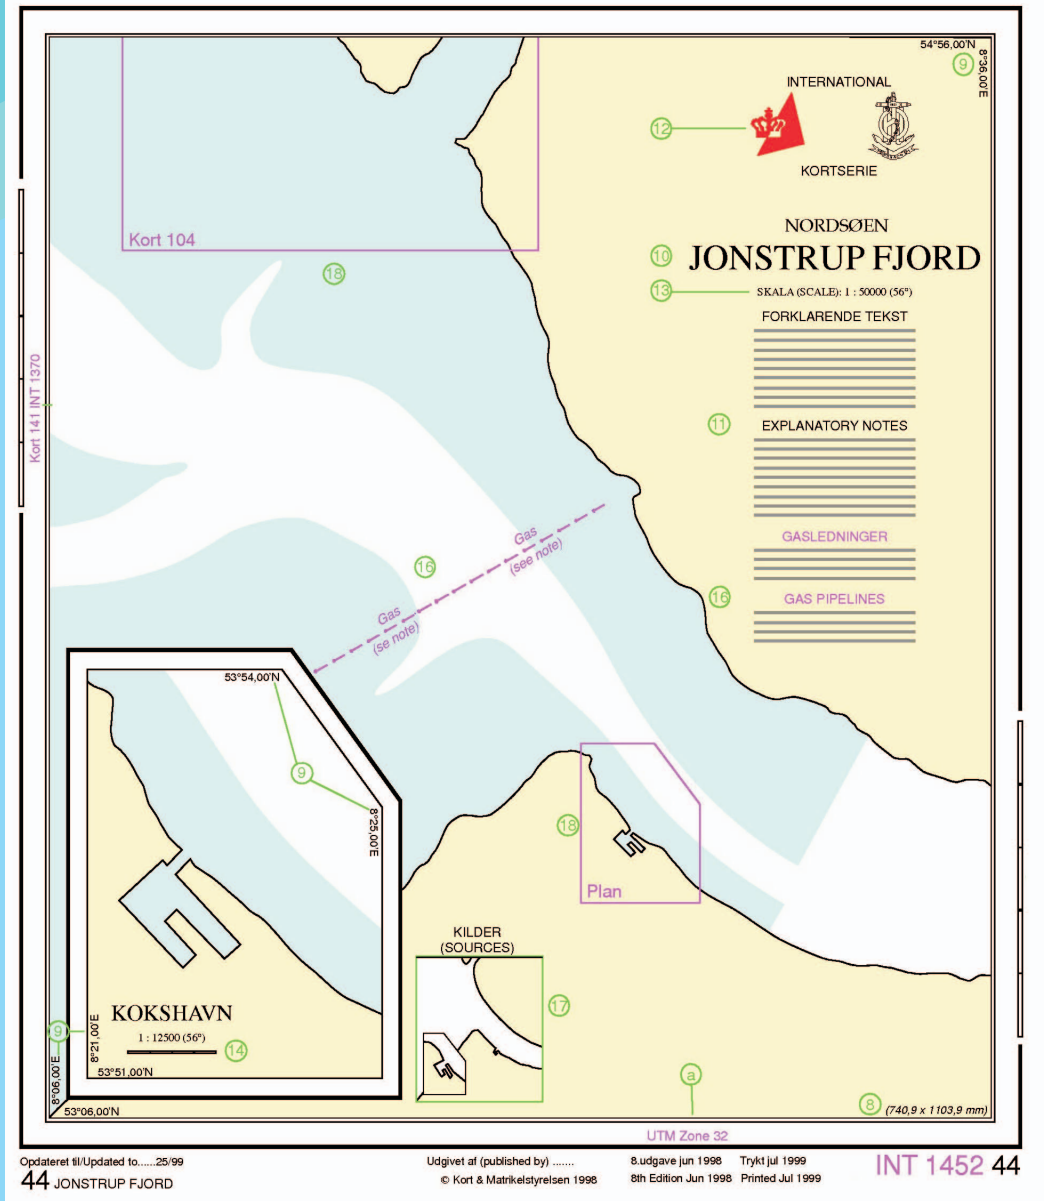 54°56,00'N
8°36,00'E
9
INTERNATIONAL
12
KORTSERIE
NORDSØEN
10
JONSTRUP FJORD
13
SKALA (SCALE): 1 : 50000 (56°)
FORKLARENDE TEKST
11
EXPLANATORY NOTES
GASLEDNINGER
16
GAS PIPELINES
Kort 104
18
Kort 141 INT 1370
Gas
(see note)
16
Gas
(se note)
53°54,00'N
9
8°25,00'E
18
Plan
KOKSHAVN
1 : 12500 (56°)
14
9
8°21,00'E
53°51,00'N
8°06,00'E
53°06,00'N
KILDER
(SOURCES)
17
a
8
(740,9 x 1103,9 mm)
UTM Zone 32
Opdateret til/Updated to......25/99
44 JONSTRUP FJORD
Udgivet af (published by) .......
© Kort & Matrikelstyrelsen 1998
8.udgave jun 1998 Trykt jul 1999
8th Edition Jun 1998 Printed Jul 1999
INT 1452 44